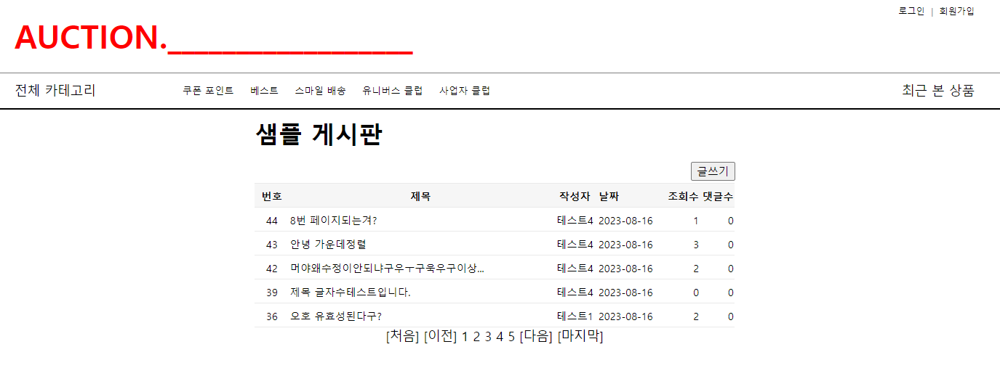 로그인 | 회원가입
AUCTION.__________________
전체 카테고리 쿠폰 포인트 베스트 스마일 배송 유니버스 클럽 사업자 클럽 최근 본 상품
샘플 게시판
글쓰기
번호 제목 작성자 날짜 조회수 댓글수
44 8번 페이지되는겨? 테스트4 2023-08-16 1 0
43 안녕 가운데정렬 테스트4 2023-08-16 3 0
42 머야왜수정이안되냐구우ㅜ구욱우구이상... 테스트4 2023-08-16 2 0
39 제목 글자수테스트입니다. 테스트4 2023-08-16 0 0
36 오호 유효성된다구? 테스트1 2023-08-16 2 0
[처음] [이전] 1 2 3 4 5 [다음] [마지막]